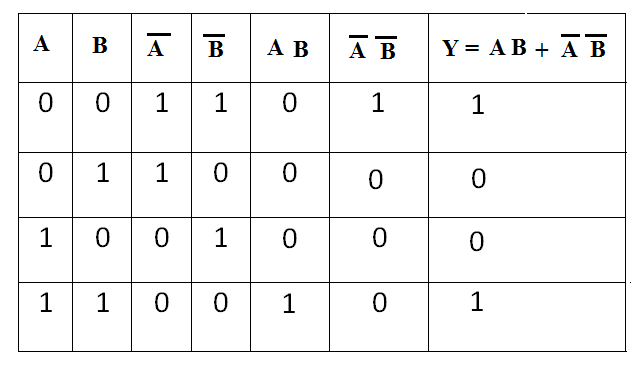 A B A̅ B̅ A B A̅ B̅ Y = A B + A̅ B̅
0 0 1 1 0 1 1
0 1 1 0 0 0 0
1 0 0 1 0 0 0
1 1 0 0 1 0 1